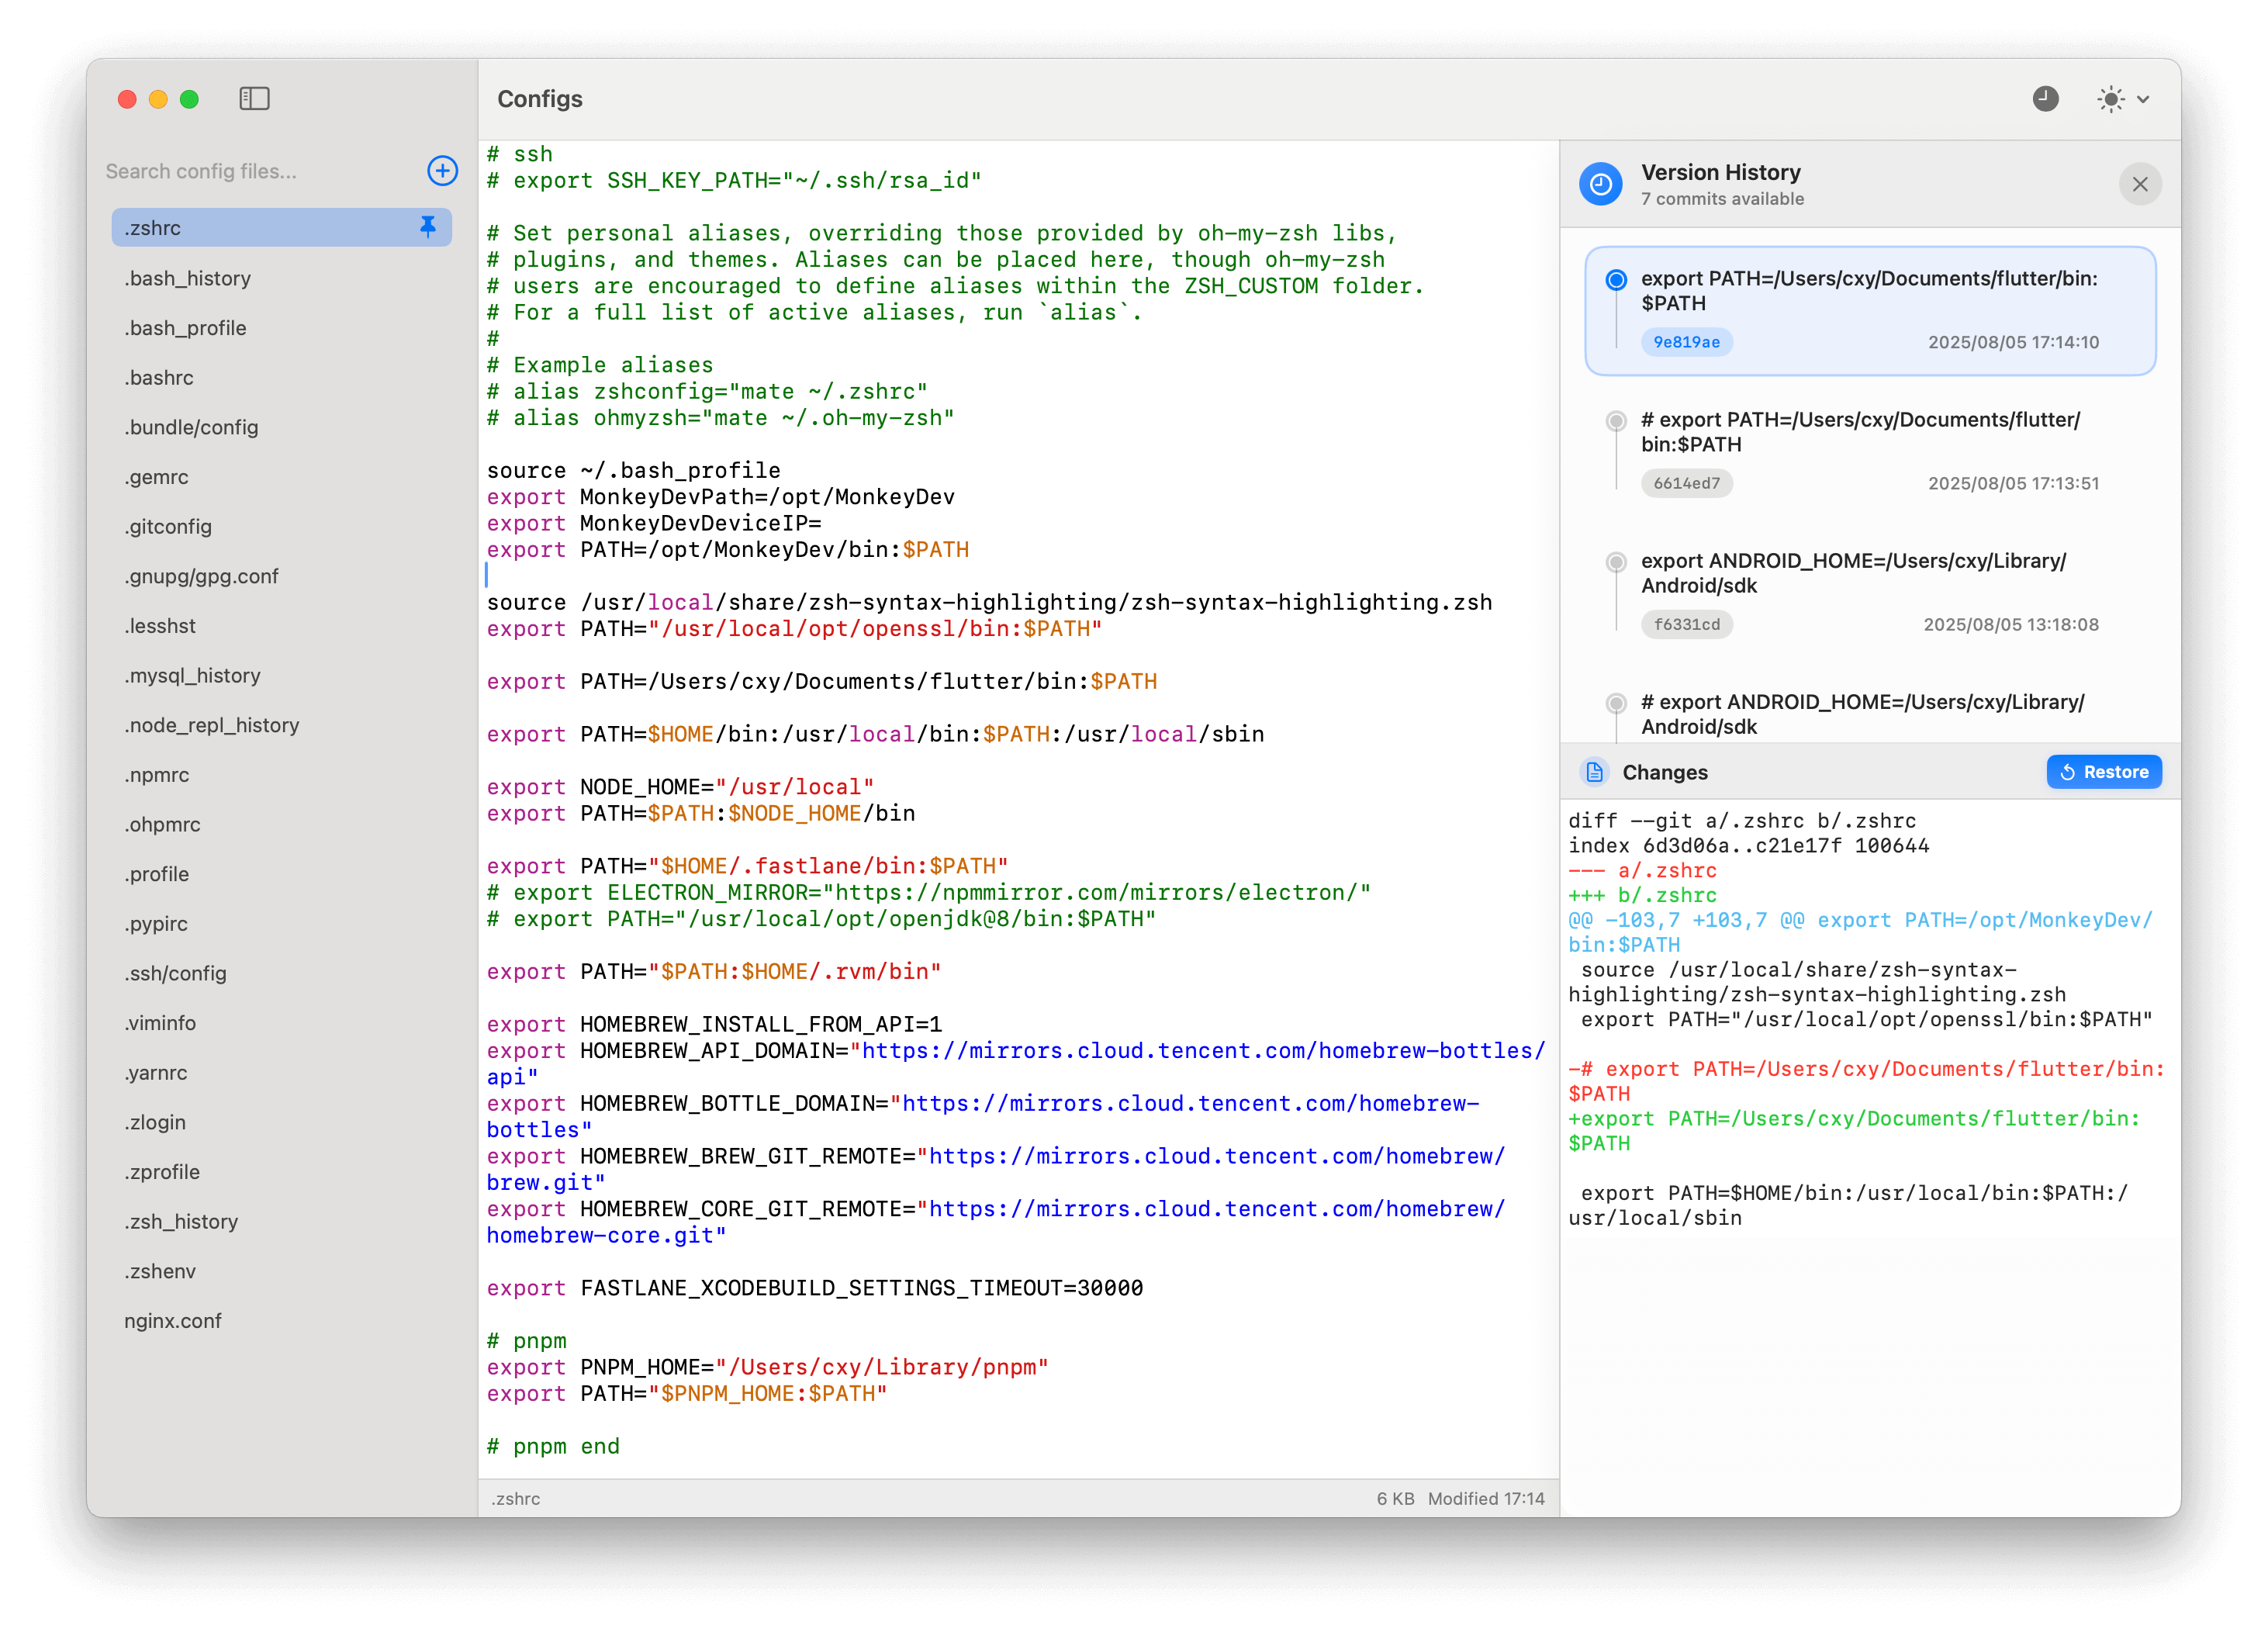 Configs
Search config files...
.zshrc
.bash_history
.bash_profile
.bashrc
.bundle/config
.gemrc
.gitconfig
.gnupg/gpg.conf
.lesshst
.mysql_history
.node_repl_history
.npmrc
.ohpmrc
.profile
.pypirc
.ssh/config
.viminfo
.yarnrc
.zlogin
.zprofile
.zsh_history
.zshenv
nginx.conf
# ssh
# export SSH_KEY_PATH="~/.ssh/rsa_id"
# Set personal aliases, overriding those provided by oh-my-zsh libs,
# plugins, and themes. Aliases can be placed here, though oh-my-zsh
# users are encouraged to define aliases within the ZSH_CUSTOM folder.
# For a full list of active aliases, run `alias`.
#
# Example aliases
# alias zshconfig="mate ~/.zshrc"
# alias ohmyzsh="mate ~/.oh-my-zsh"
source ~/.bash_profile
export MonkeyDevPath=/opt/MonkeyDev
export MonkeyDevDeviceIP=
export PATH=/opt/MonkeyDev/bin:$PATH
source /usr/local/share/zsh-syntax-highlighting/zsh-syntax-highlighting.zsh
export PATH="/usr/local/opt/openssl/bin:$PATH"
export PATH=/Users/cxy/Documents/flutter/bin:$PATH
export PATH=$HOME/bin:/usr/local/bin:$PATH:/usr/local/sbin
export NODE_HOME="/usr/local"
export PATH=$PATH:$NODE_HOME/bin
export PATH="$HOME/.fastlane/bin:$PATH"
# export ELECTRON_MIRROR="https://npmmirror.com/mirrors/electron/"
# export PATH="/usr/local/opt/openjdk@8/bin:$PATH"
export PATH="$PATH:$HOME/.rvm/bin"
export HOMEBREW_INSTALL_FROM_API=1
export HOMEBREW_API_DOMAIN="https://mirrors.cloud.tencent.com/homebrew-bottles/
api"
export HOMEBREW_BOTTLE_DOMAIN="https://mirrors.cloud.tencent.com/homebrew-
bottles"
export HOMEBREW_BREW_GIT_REMOTE="https://mirrors.cloud.tencent.com/homebrew/
brew.git"
export HOMEBREW_CORE_GIT_REMOTE="https://mirrors.cloud.tencent.com/homebrew/
homebrew-core.git"
export FASTLANE_XCODEBUILD_SETTINGS_TIMEOUT=30000
# pnpm
export PNPM_HOME="/Users/cxy/Library/pnpm"
export PATH="$PNPM_HOME:$PATH"
# pnpm end
.zshrc
6 KB Modified 17:14
Version History
7 commits available
export PATH=/Users/cxy/Documents/flutter/bin:
$PATH
9e819ae 2025/08/05 17:14:10
# export PATH=/Users/cxy/Documents/flutter/
bin:$PATH
6614ed7 2025/08/05 17:13:51
export ANDROID_HOME=/Users/cxy/Library/
Android/sdk
f6331cd 2025/08/05 13:18:08
# export ANDROID_HOME=/Users/cxy/Library/
Android/sdk
Changes
Restore
diff --git a/.zshrc b/.zshrc
index 6d3d06a..c21e17f 100644
--- a/.zshrc
+++ b/.zshrc
@@ -103,7 +103,7 @@ export PATH=/opt/MonkeyDev/
bin:$PATH
source /usr/local/share/zsh-syntax-
highlighting/zsh-syntax-highlighting.zsh
export PATH="/usr/local/opt/openssl/bin:$PATH"
-# export PATH=/Users/cxy/Documents/flutter/bin:
$PATH
+export PATH=/Users/cxy/Documents/flutter/bin:
$PATH
export PATH=$HOME/bin:/usr/local/bin:$PATH:/
usr/local/sbin